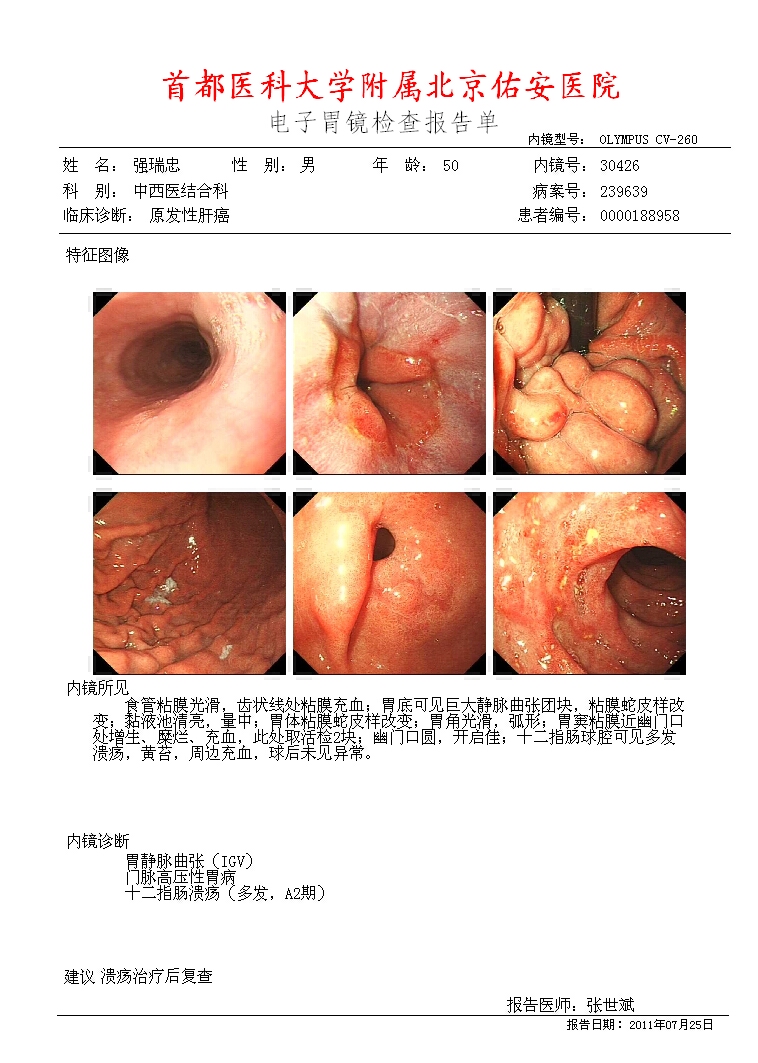 首都医科大学附属北京佑安医院
电子胃镜检查报告单
内镜型号： OLYMPUS CV-260
姓 名： 强瑞忠 性 别： 男 年 龄： 50 内镜号： 30426
科 别： 中西医结合科 病案号： 239639
临床诊断： 原发性肝癌 患者编号： 0000188958
特征图像
内镜所见
食管粘膜光滑，齿状线处粘膜充血；胃底可见巨大静脉曲张团块，粘膜蛇皮样改
变；黏液池清亮，量中；胃体粘膜蛇皮样改变；胃角光滑，弧形；胃窦粘膜近幽门口
处增生、糜烂、充血，此处取活检2块；幽门口圆，开启佳；十二指肠球腔可见多发
溃疡，黄苔，周边充血，球后未见异常。
内镜诊断
胃静脉曲张（IGV）
门脉高压性胃病
十二指肠溃疡（多发，A2期）
建议 溃疡治疗后复查
报告医师： 张世斌
报告日期： 2011年07月25日